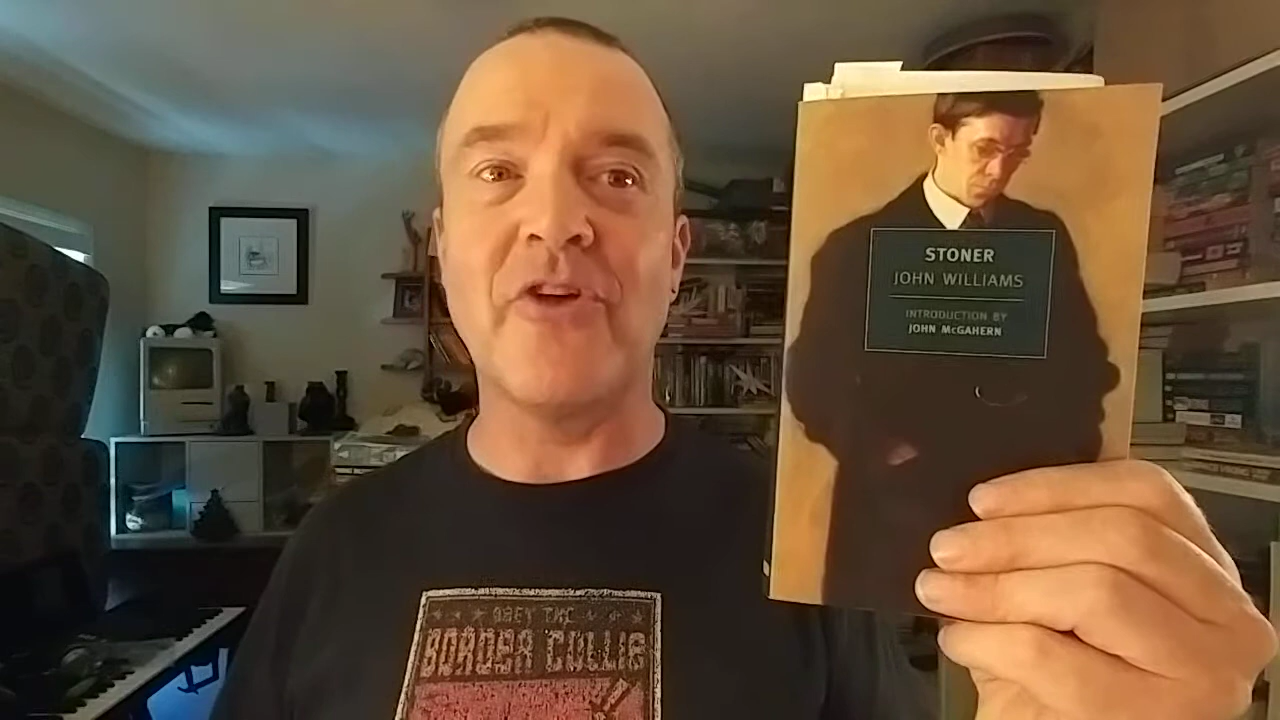 STONER
JOHN WILLIAMS
INTRODUCTION BY
JOHN McGAHERN
OBEY THE
BORDER COLLIE